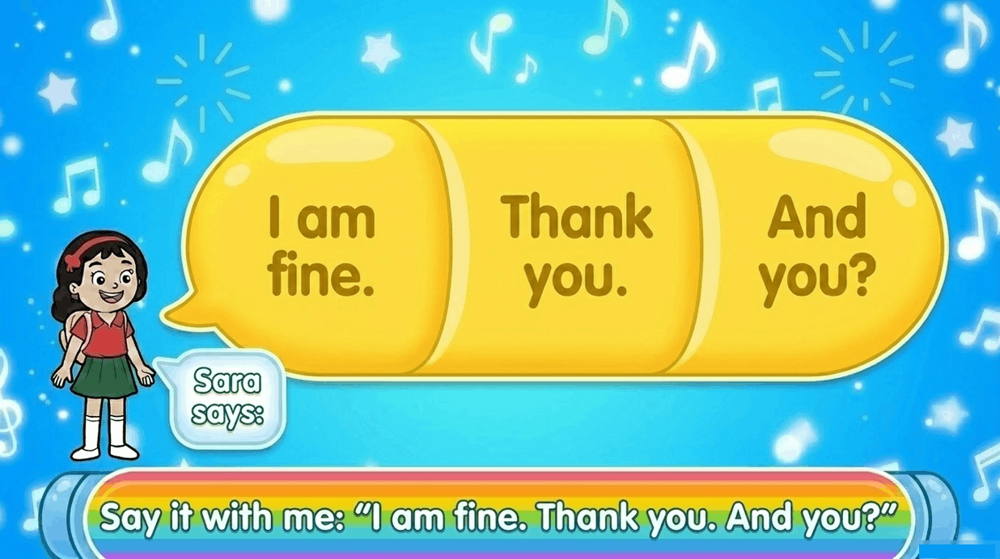 I am
fine.
Thank
you.
And
you?
Sara
says:
Say it with me: “I am fine. Thank you. And you?”